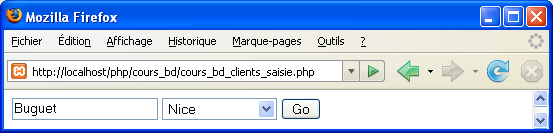 Mozilla Firefox
Fichier Édition Affichage Historique Marque-pages Outils ?
http://localhost/php/cours_bd/cours_bd_clients_saisie.php
Buguet Nice Go